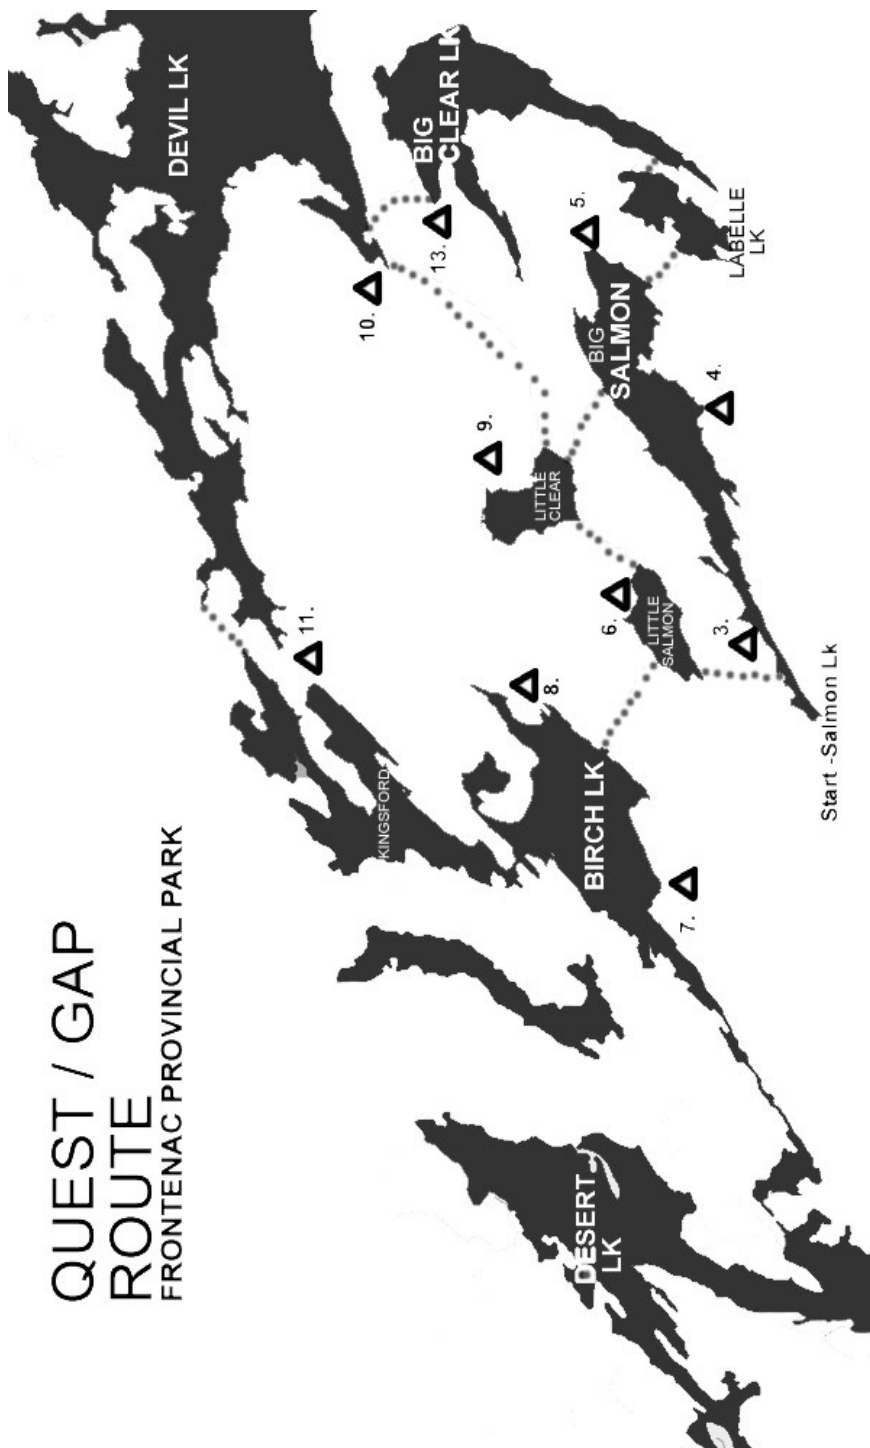 QUEST / GAP
ROUTE
FRONTENAC PROVINCIAL PARK
DESERT
LK
BIRCH LK
KINGSFORD
DEVIL LK
BIG
CLEAR LK
LABELLE
LK
BIG
SALMON
LITTLE
CLEAR
LITTLE
SALMON
Start -Salmon Lk
3.
4.
5.
6.
7.
8.
9.
10.
11.
13.